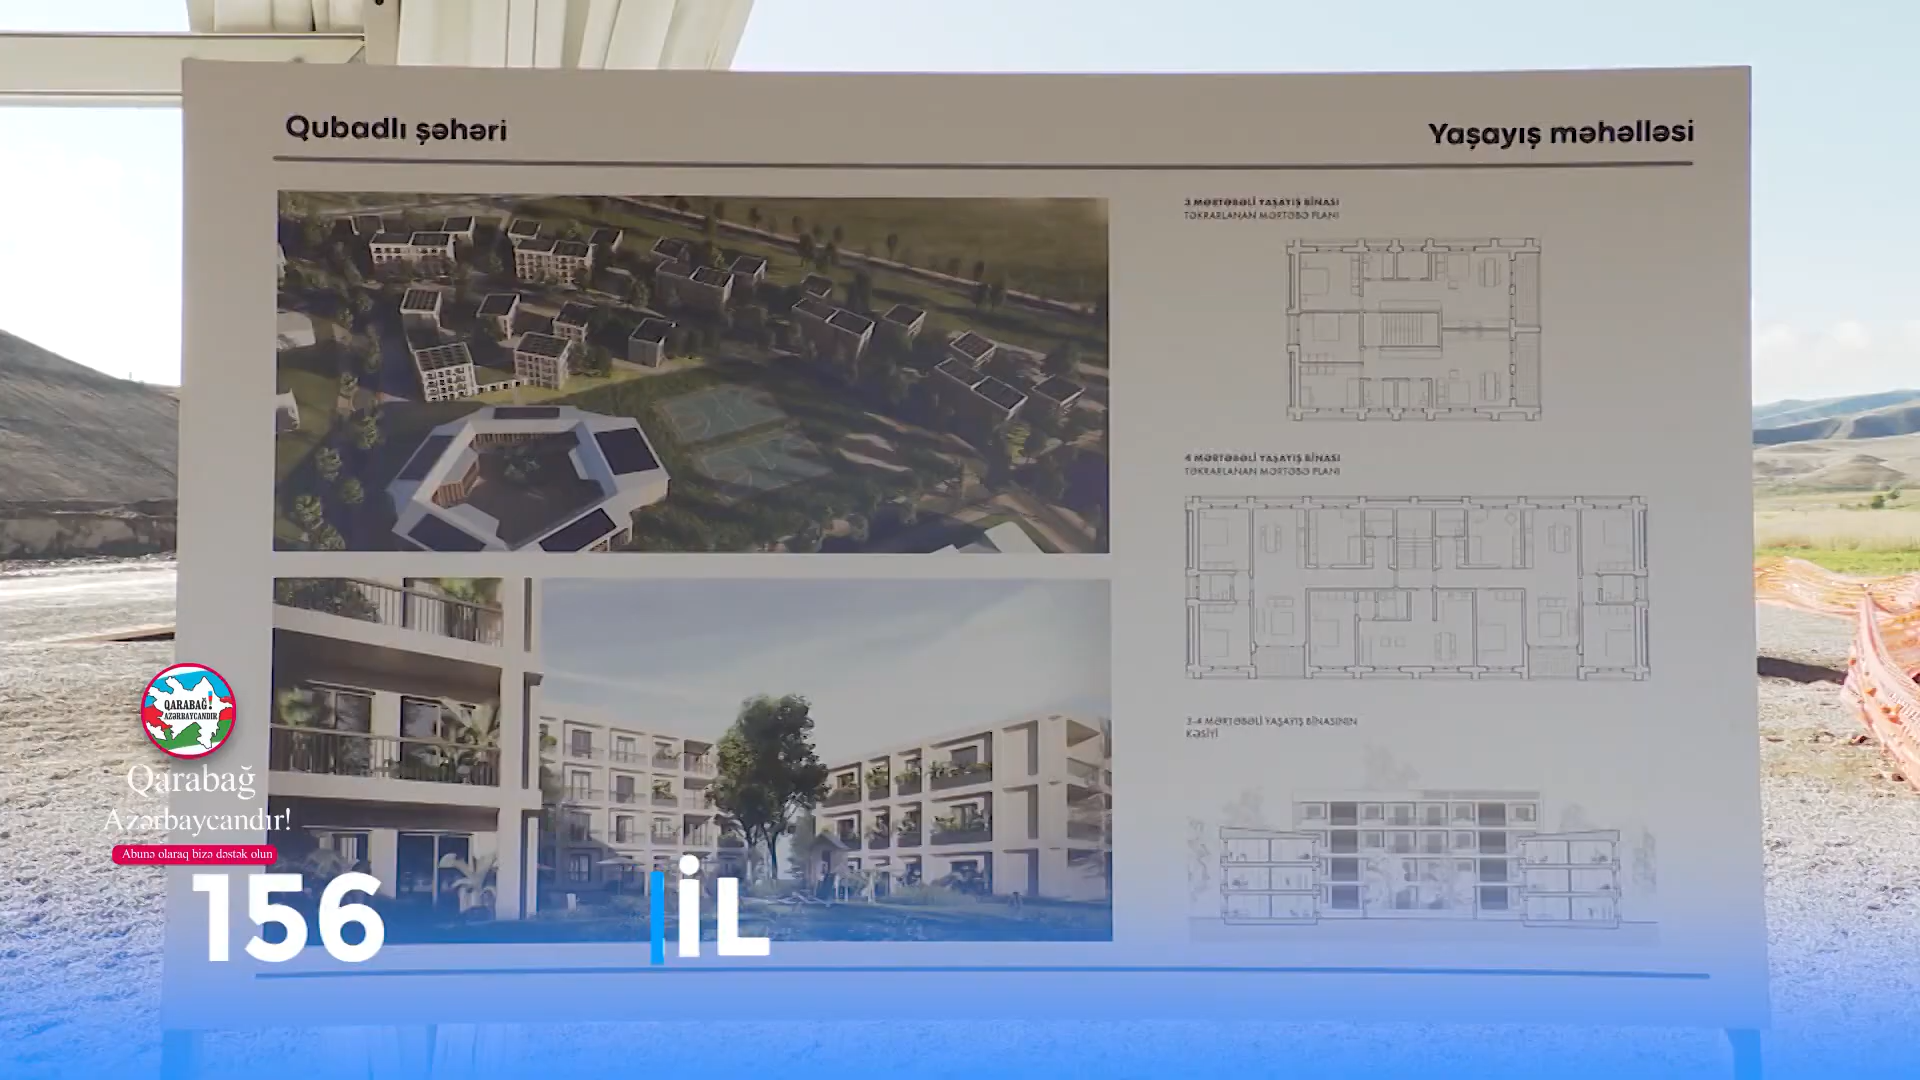 Qubadlı şəhəri
Yaşayış məhəlləsi
3 MƏRTƏBƏLİ YAŞAYIŞ BİNASI
TƏKRARLANAN MƏRTƏBƏ PLANI
4 MƏRTƏBƏLİ YAŞAYIŞ BİNASI
TƏKRARLANAN MƏRTƏBƏ PLANI
3-4 MƏRTƏBƏLİ YAŞAYIŞ BİNASININ
KƏSİYİ
QARABAĞ!
AZƏRBAYCANDIR
Qarabağ
Azərbaycandır!
Abunə olaraq bizə dəstək olun
156
İL